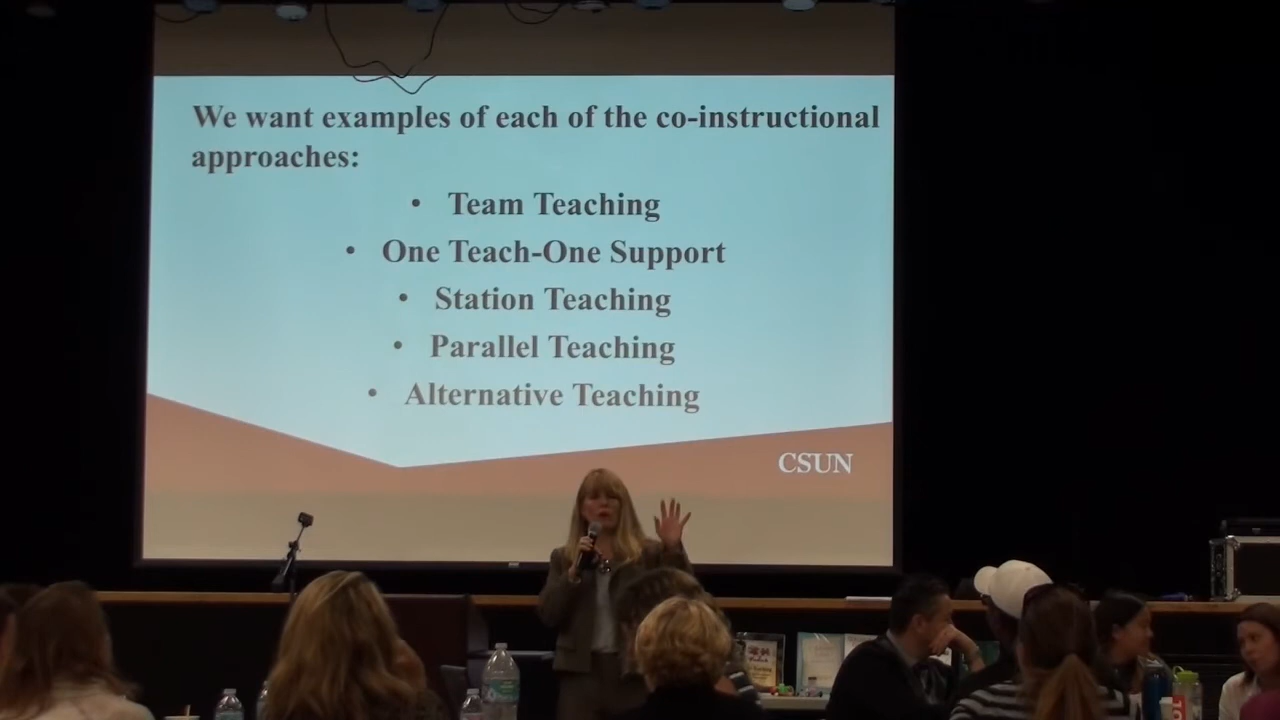 We want examples of each of the co-instructional
approaches:
• Team Teaching
• One Teach-One Support
• Station Teaching
• Parallel Teaching
• Alternative Teaching
CSUN